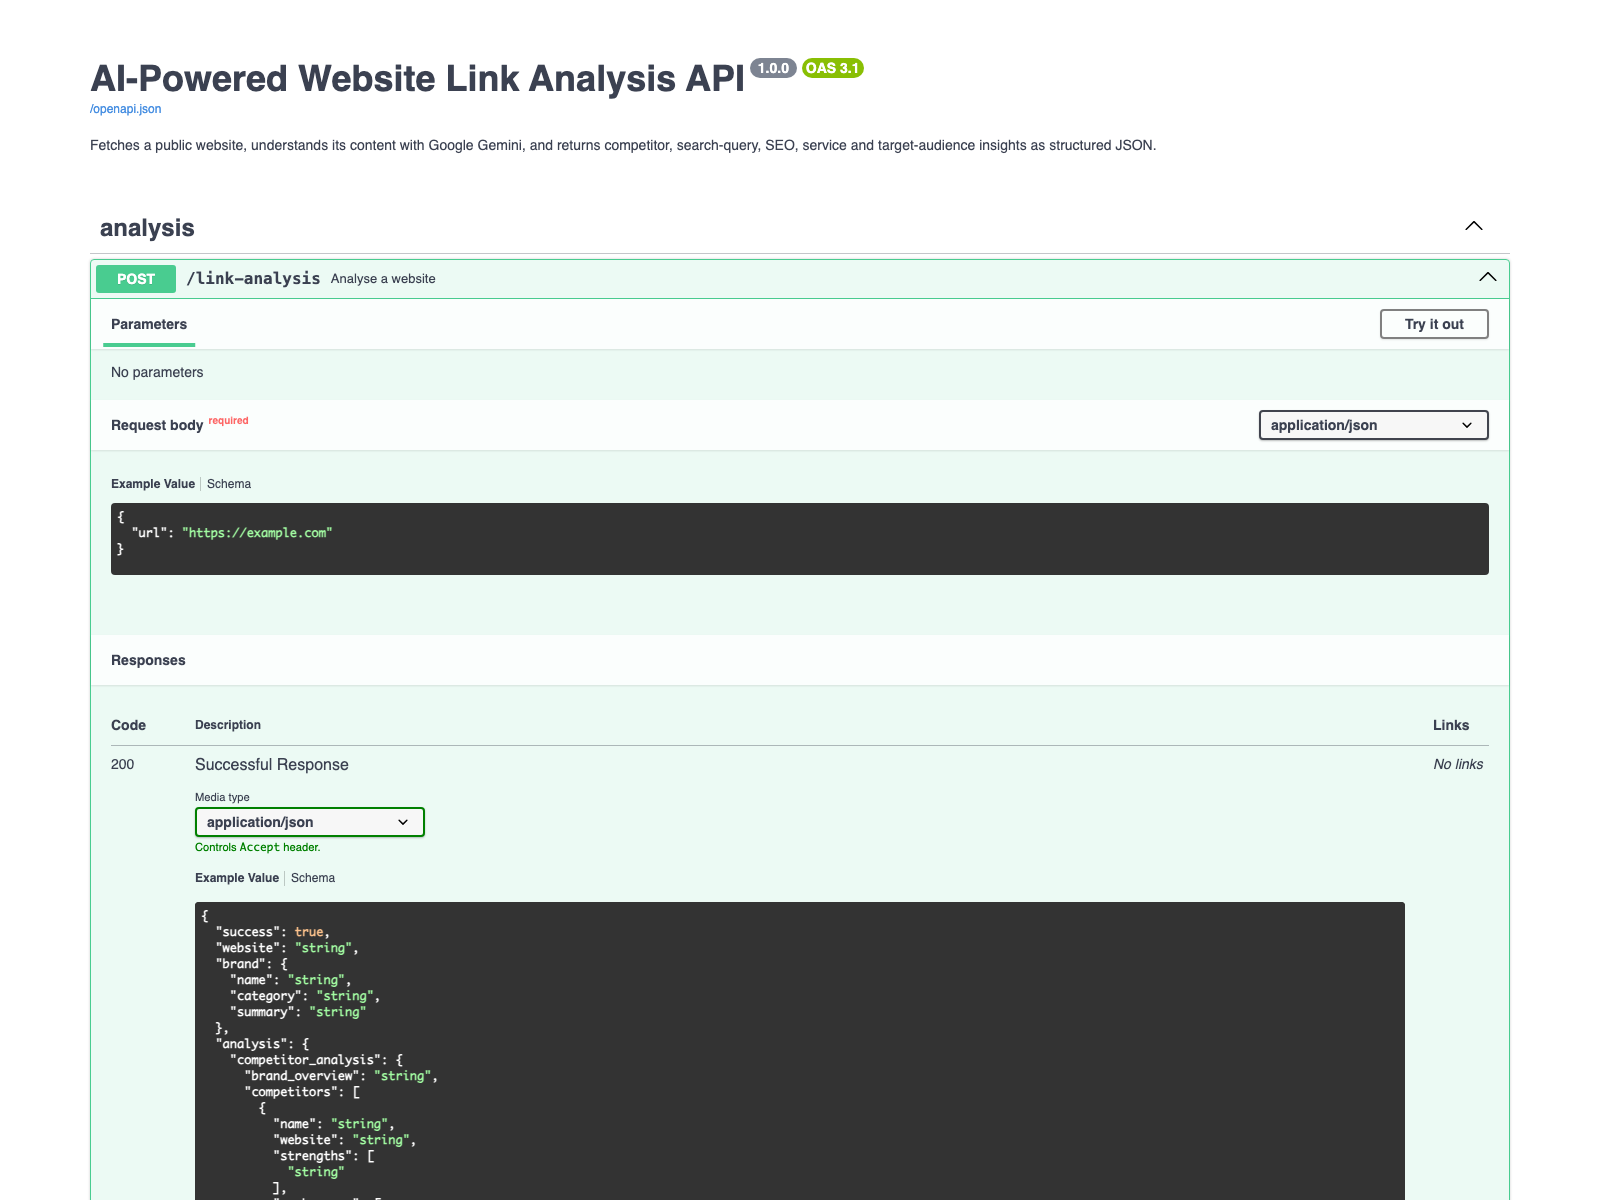 AI-Powered Website Link Analysis API 1.0.0 OAS 3.1
/openapi.json
Fetches a public website, understands its content with Google Gemini, and returns competitor, search-query, SEO, service and target-audience insights as structured JSON.
analysis
POST /link-analysis Analyse a website
Parameters Try it out
No parameters
Request body required application/json
Example Value Schema
{
  "url": "https://example.com"
}
Responses
Code Description Links
200 Successful Response No links
Media type
application/json
Controls Accept header.
Example Value Schema
{
  "success": true,
  "website": "string",
  "brand": {
    "name": "string",
    "category": "string",
    "summary": "string"
  },
  "analysis": {
    "competitor_analysis": {
      "brand_overview": "string",
      "competitors": [
        {
          "name": "string",
          "website": "string",
          "strengths": [
            "string"
          ],